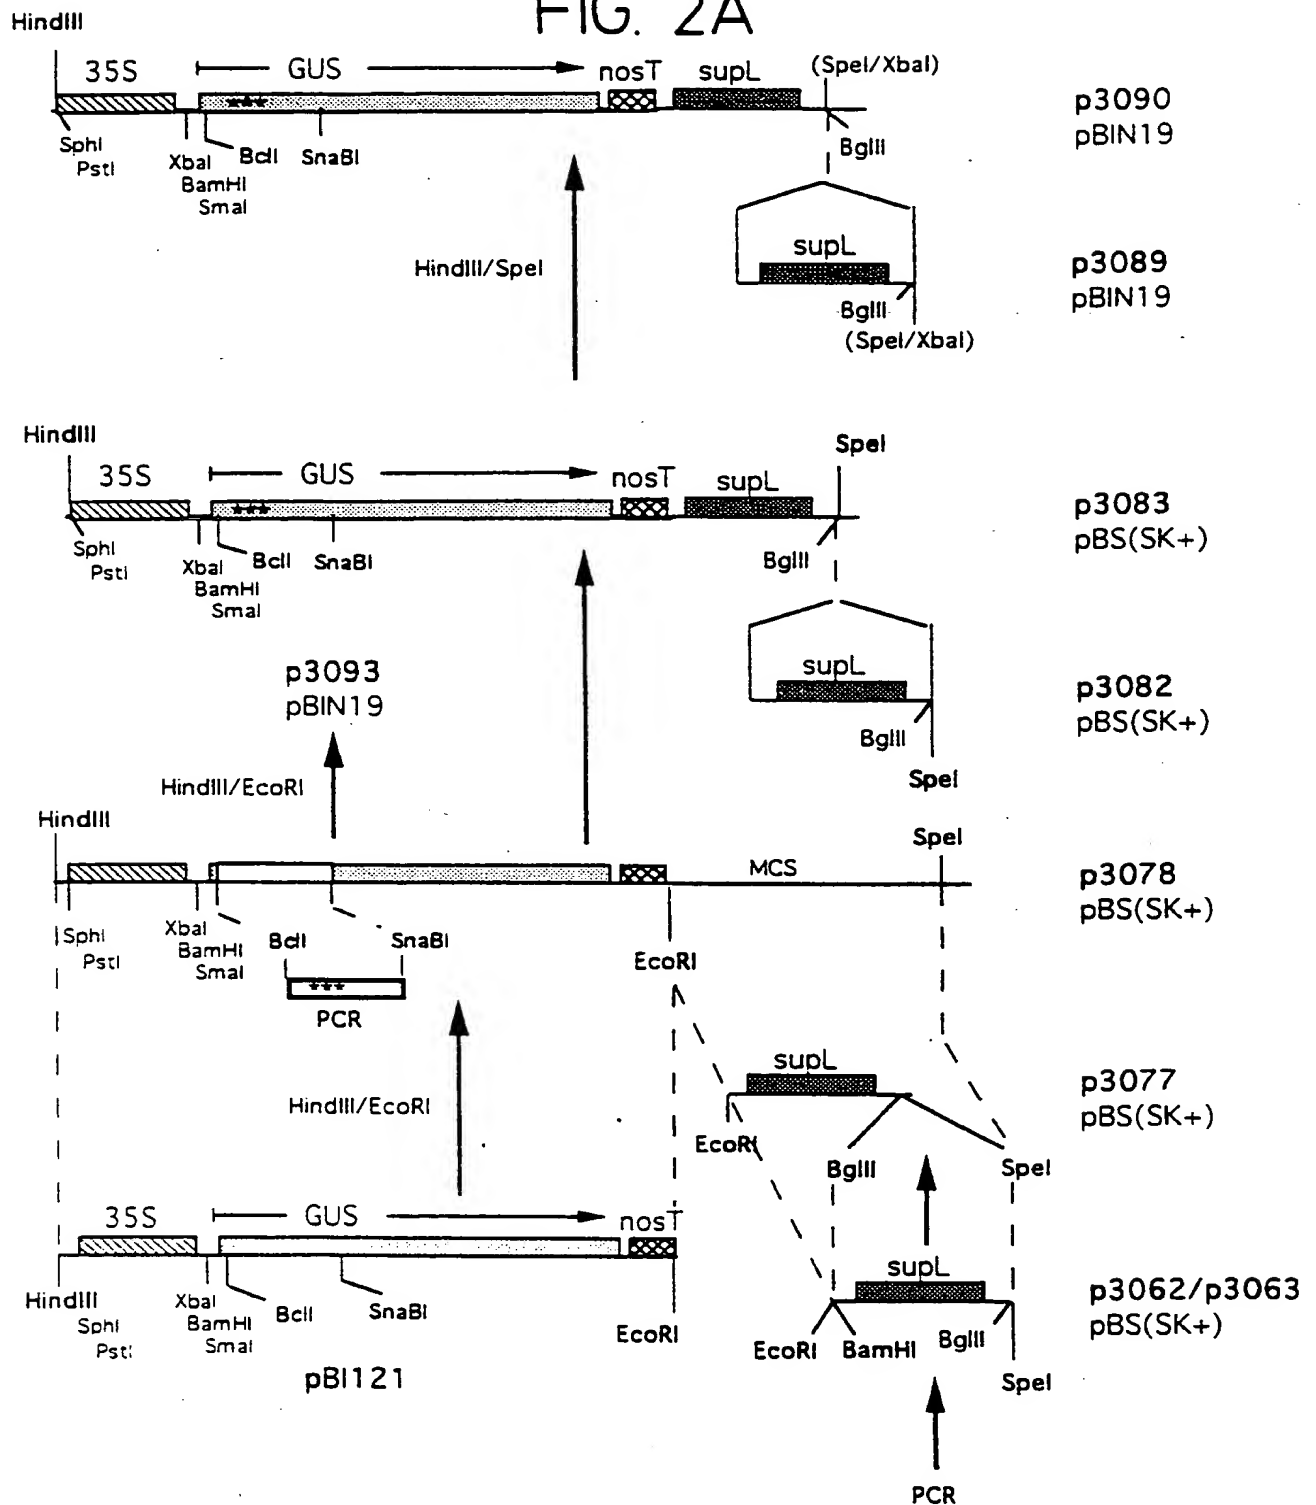 FIG. 2A
HindIII
35S
GUS
nosT
supL
(SpeI/XbaI)
p3090
pBIN19
***
SphI
PstI
XbaI
BamHI
SmaI
BclI
SnaBI
BglII
HindIII/SpeI
supL
p3089
pBIN19
BglII
(SpeI/XbaI)
HindIII
35S
GUS
nosT
supL
SpeI
p3083
pBS(SK+)
***
SphI
PstI
XbaI
BamHI
SmaI
BclI
SnaBI
BglII
p3093
pBIN19
supL
p3082
pBS(SK+)
BglII
SpeI
HindIII/EcoRI
HindIII
SpeI
MCS
p3078
pBS(SK+)
SphI
PstI
XbaI
BamHI
SmaI
BclI
SnaBI
EcoRI
***
PCR
supL
p3077
pBS(SK+)
HindIII/EcoRI
EcoRI
BglII
SpeI
35S
GUS
nosT
supL
p3062/p3063
pBS(SK+)
HindIII
SphI
PstI
XbaI
BamHI
SmaI
BclI
SnaBI
EcoRI
EcoRI
BamHI
BglII
SpeI
pBI121
PCR